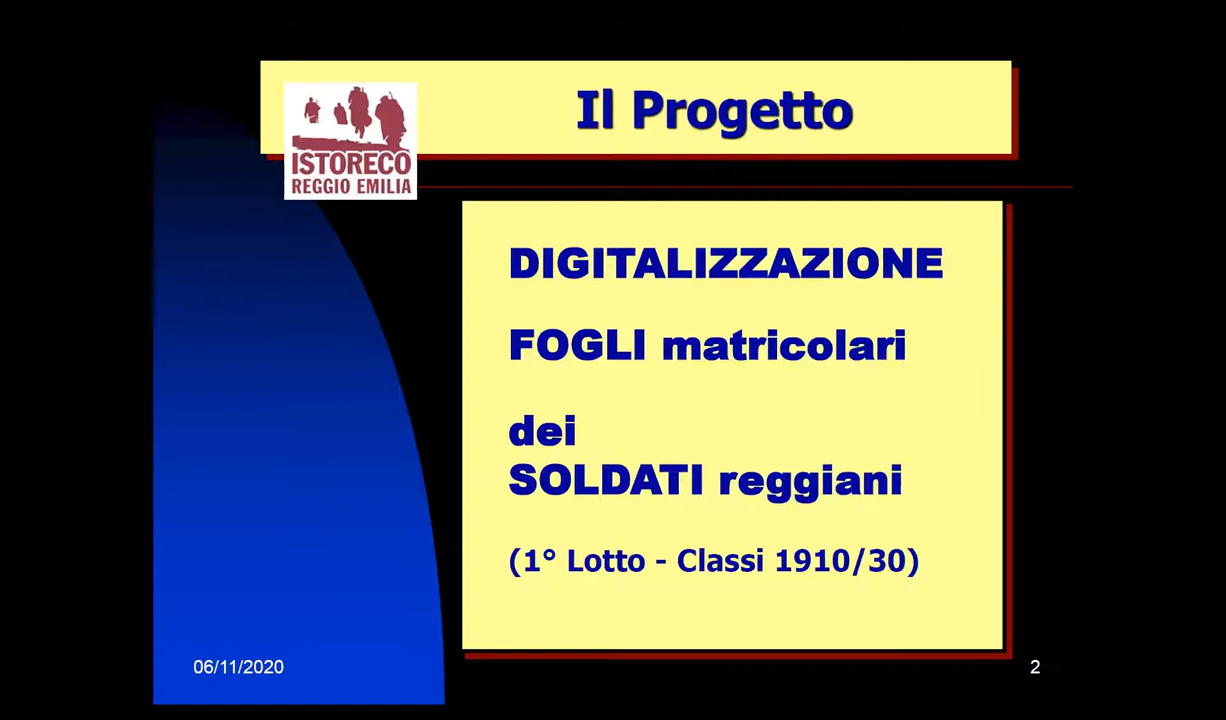 Il Progetto
ISTORECO
REGGIO EMILIA
DIGITALIZZAZIONE
FOGLI matricolari
dei
SOLDATI reggiani
(1° Lotto - Classi 1910/30)
06/11/2020
2